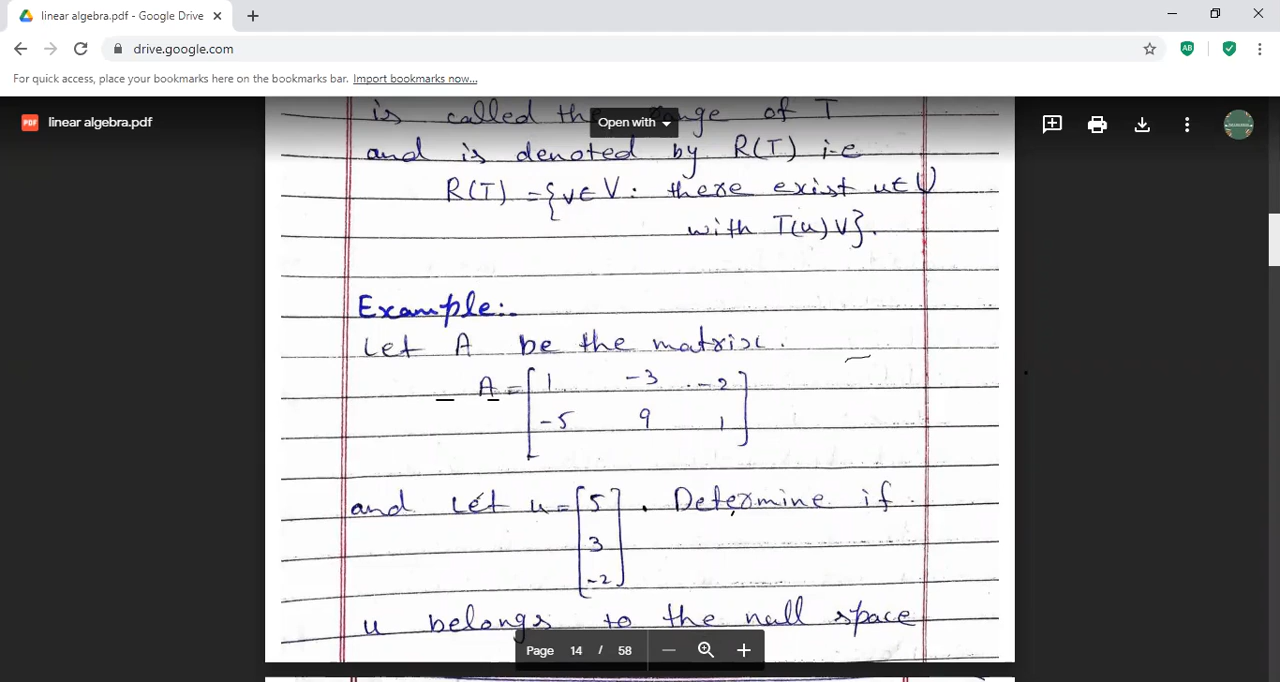 linear algebra.pdf - Google Drive
drive.google.com
For quick access, place your bookmarks here on the bookmarks bar. Import bookmarks now...
linear algebra.pdf
Open with
is called the range of T
and is denoted by R(T) i-e
R(T) = {v∈V: there exist u∈U
with T(u)V}.
Example:-
Let A be the matrix.
A = [1 -3 -2
-5 9 1]
and Let u = [5
3
-2]. Determine if
u belongs to the null space
Page 14 / 58